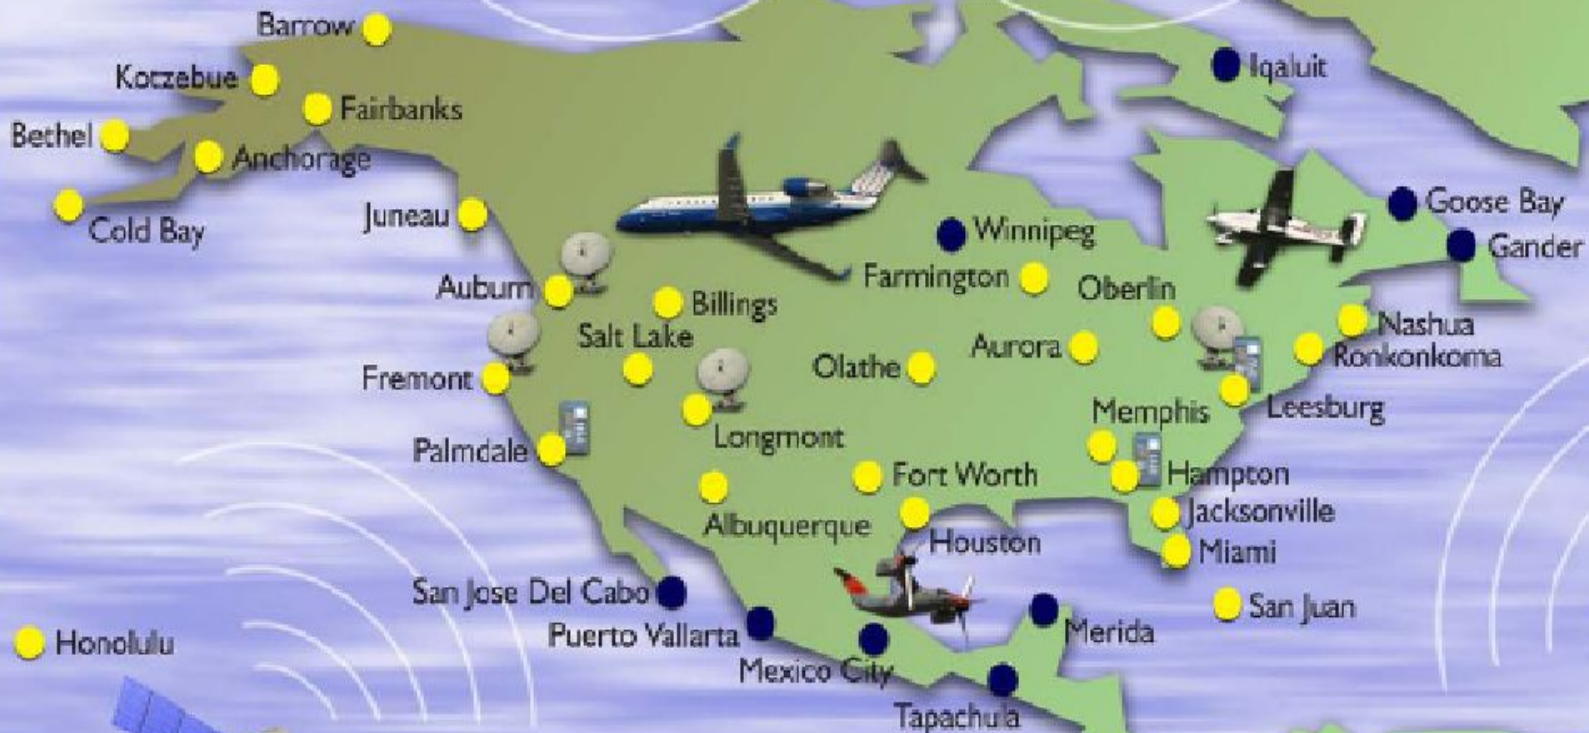 Barrow
Kotzebue
Iqaluit
Fairbanks
Bethel
Anchorage
Cold Bay
Juneau
Goose Bay
Winnipeg
Gander
Farmington
Auburn
Oberlin
Billings
Salt Lake
Nashua
Aurora
Ronkonkoma
Olathe
Fremont
Leesburg
Memphis
Longmont
Palmdale
Fort Worth
Hampton
Albuquerque
Jacksonville
Houston
Miami
San Jose Del Cabo
San Juan
Puerto Vallarta
Merida
Honolulu
Mexico City
Tapachula